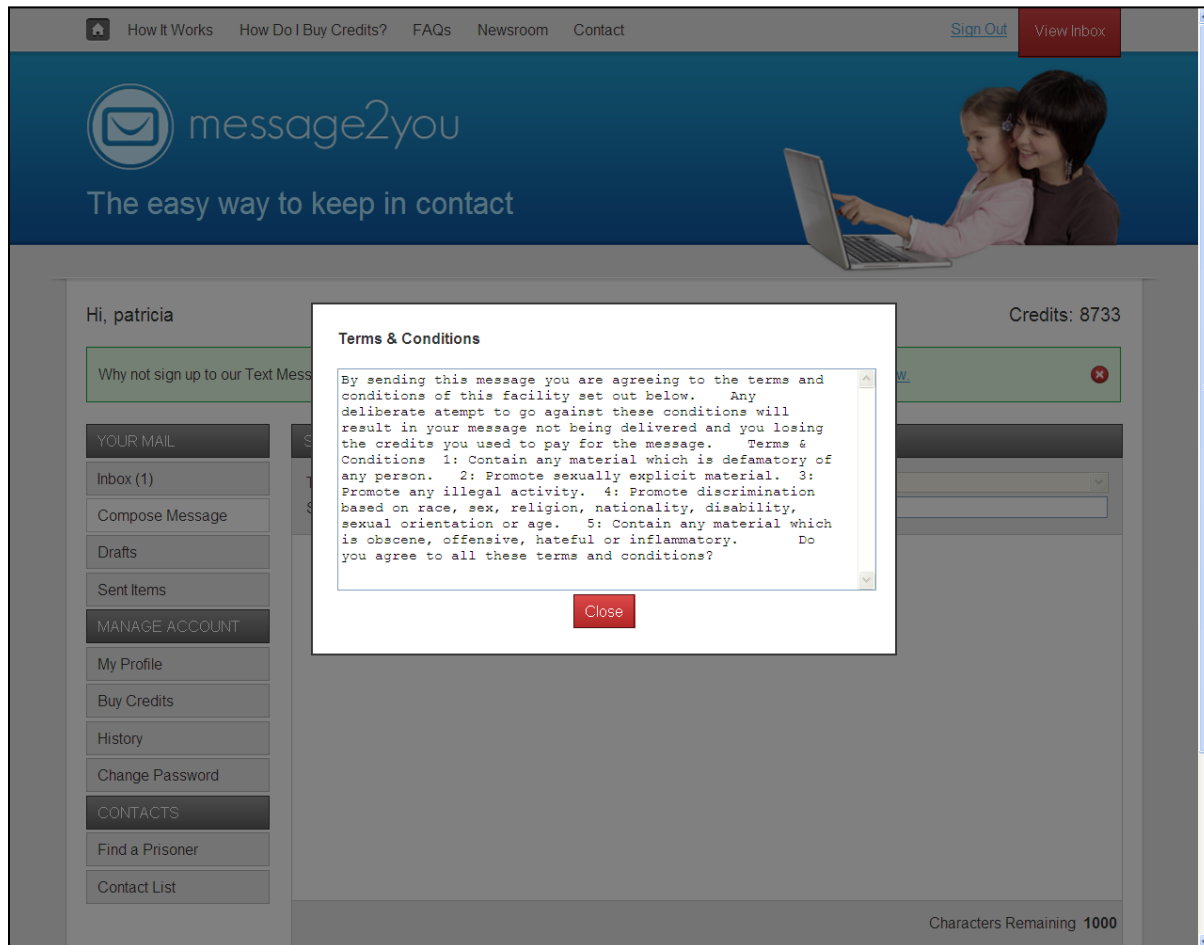 How It Works How Do I Buy Credits? FAQs Newsroom Contact Sign Out View Inbox
message2you
The easy way to keep in contact
Hi, patricia Credits: 8733
Why not sign up to our Text Mess
Terms & Conditions
By sending this message you are agreeing to the terms and
conditions of this facility set out below. Any
deliberate atempt to go against these conditions will
result in your message not being delivered and you losing
the credits you used to pay for the message. Terms &
Conditions 1: Contain any material which is defamatory of
any person. 2: Promote sexually explicit material. 3:
Promote any illegal activity. 4: Promote discrimination
based on race, sex, religion, nationality, disability,
sexual orientation or age. 5: Contain any material which
is obscene, offensive, hateful or inflammatory. Do
you agree to all these terms and conditions?
Close
YOUR MAIL
Inbox (1)
Compose Message
Drafts
Sent Items
MANAGE ACCOUNT
My Profile
Buy Credits
History
Change Password
CONTACTS
Find a Prisoner
Contact List
Characters Remaining 1000